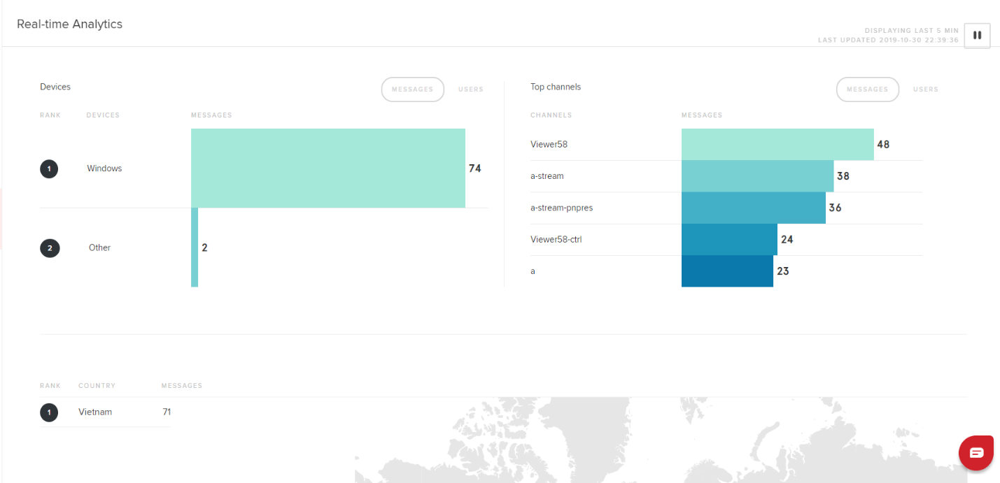 Real-time Analytics
DISPLAYING LAST 5 MIN
LAST UPDATED 2019-10-30 22:39:36
Devices
MESSAGES USERS
RANK DEVICES MESSAGES
1 Windows 74
2 Other 2
Top channels
MESSAGES USERS
CHANNELS MESSAGES
Viewer58 48
a-stream 38
a-stream-pnpres 36
Viewer58-ctrl 24
a 23
RANK COUNTRY MESSAGES
1 Vietnam 71